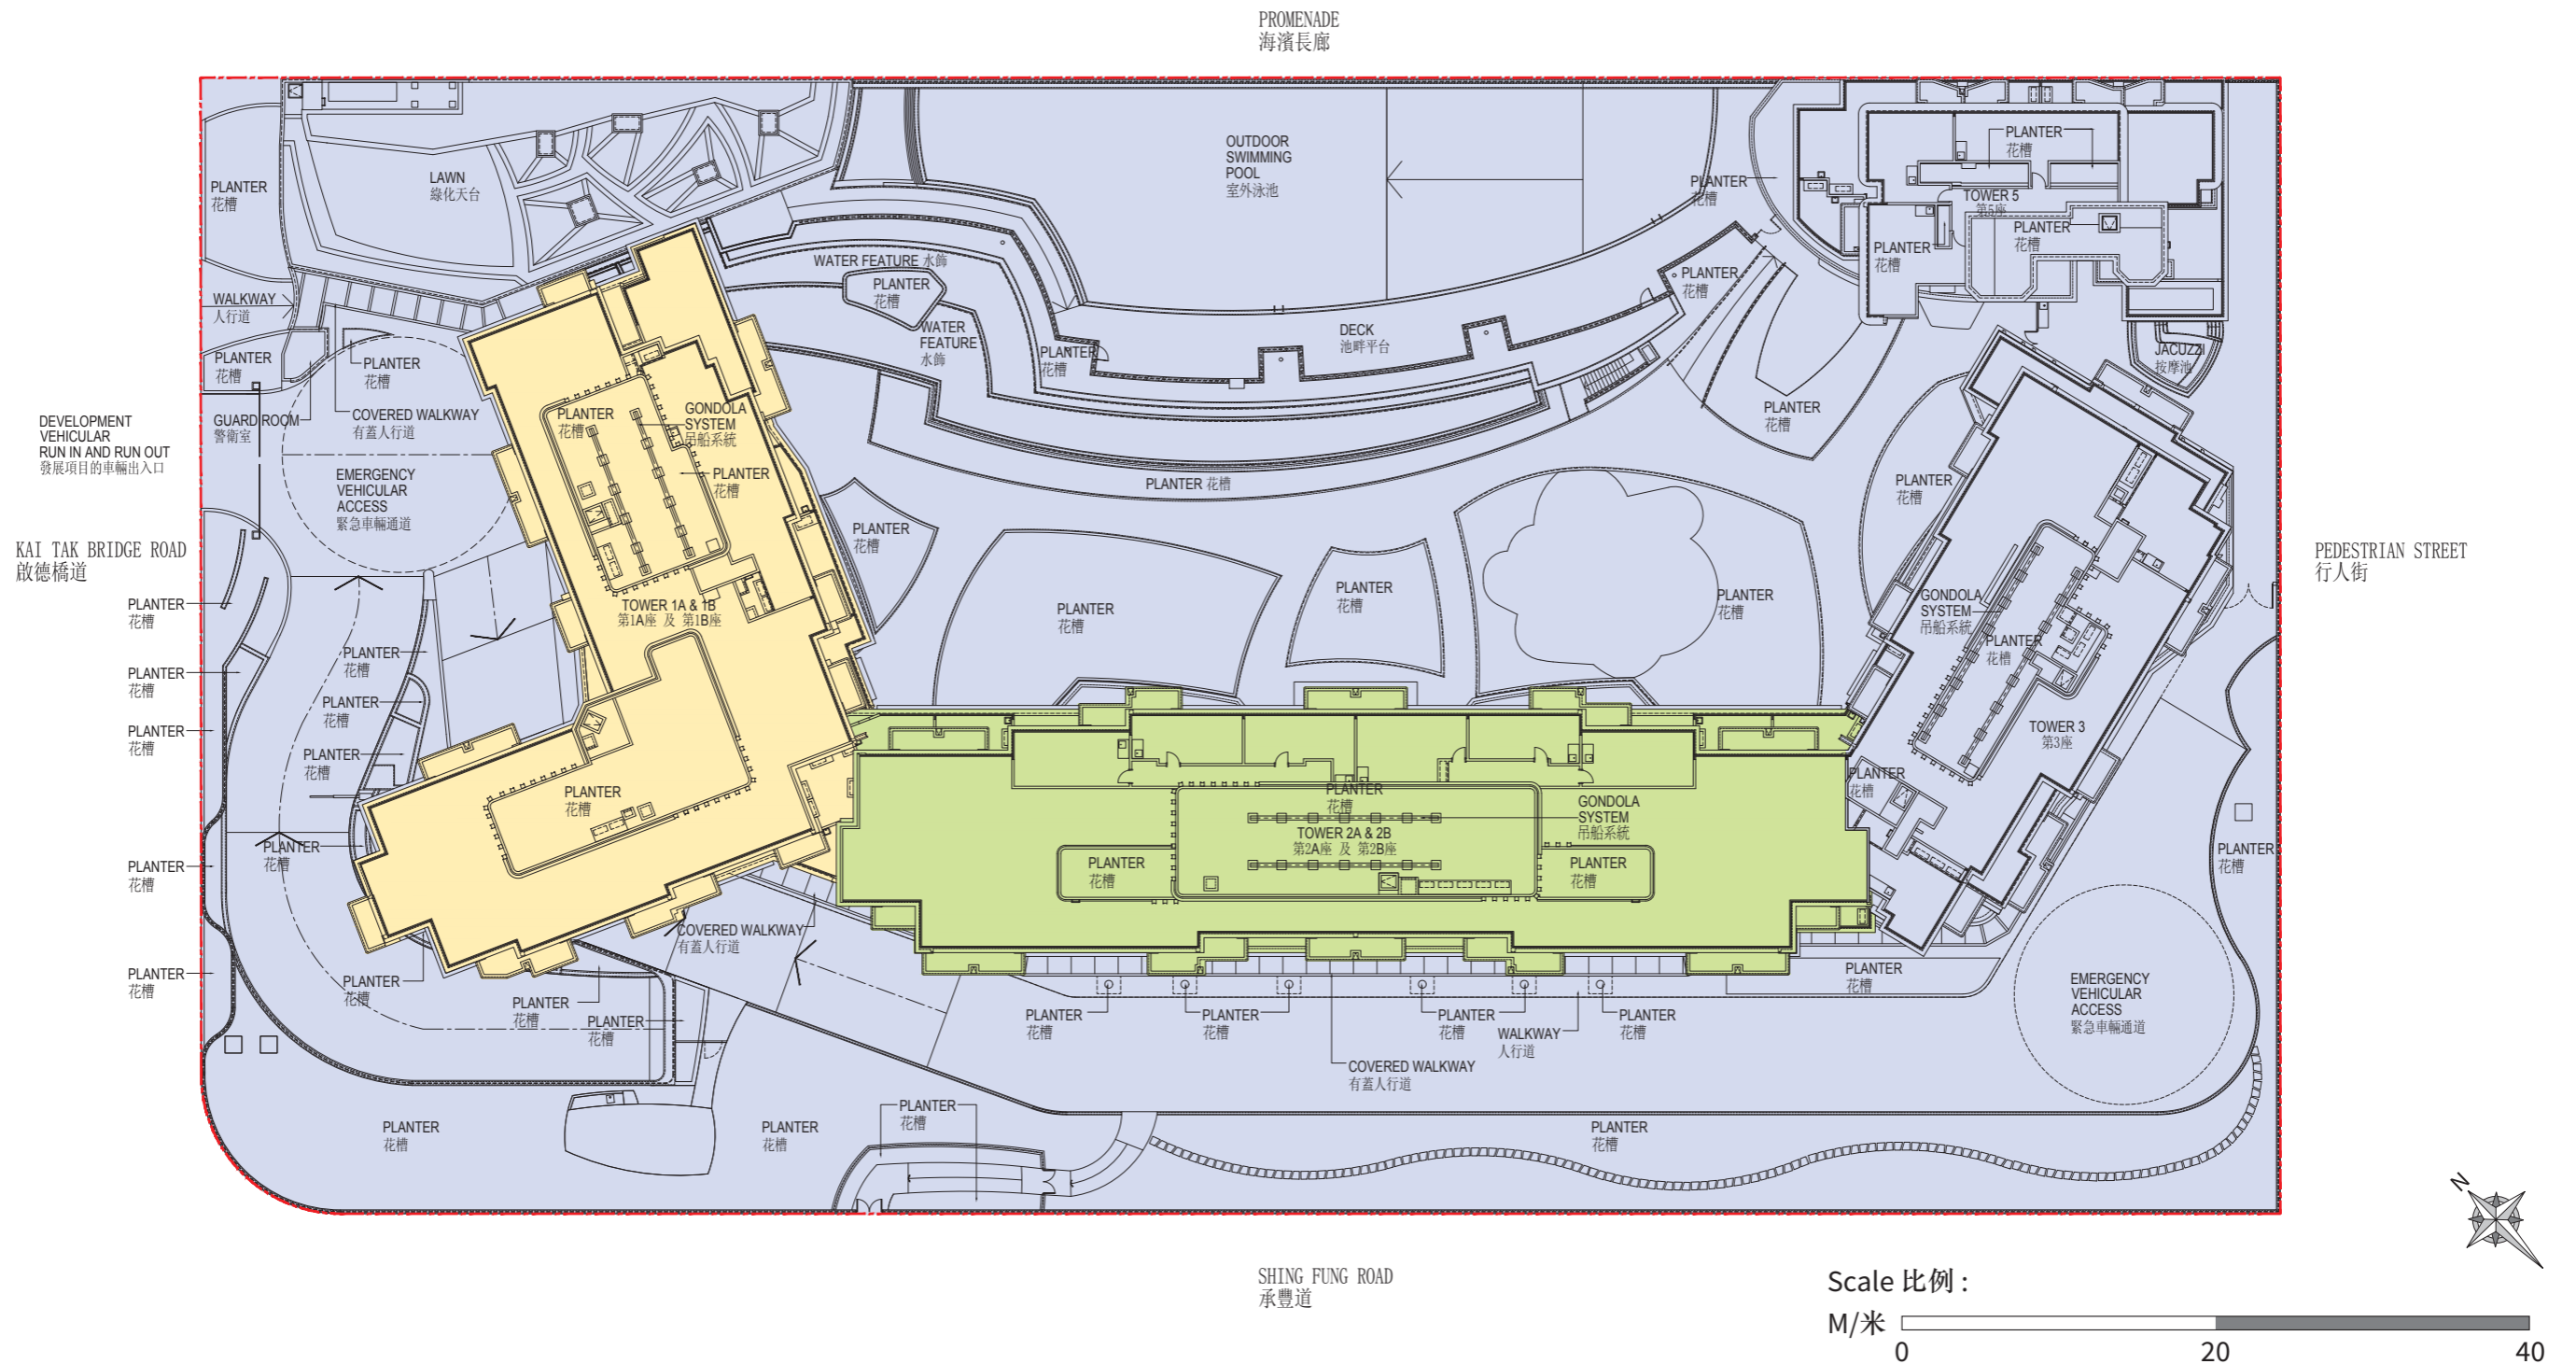 PROMENADE
海濱長廊
PLANTER
花槽
LAWN
綠化天台
OUTDOOR
SWIMMING
POOL
室外泳池
PLANTER
花槽
PLANTER
花槽
TOWER 5
第5座
PLANTER
花槽
PLANTER
花槽
WATER FEATURE 水飾
PLANTER
花槽
WATER
FEATURE
水飾
PLANTER
花槽
DECK
池畔平台
PLANTER
花槽
JACUZZI
按摩池
WALKWAY
人行道
PLANTER
花槽
PLANTER
花槽
GUARD ROOM
警衛室
COVERED WALKWAY
有蓋人行道
DEVELOPMENT
VEHICULAR
RUN IN AND RUN OUT
發展項目的車輛出入口
PLANTER
花槽
GONDOLA
SYSTEM
吊船系統
PLANTER
花槽
PLANTER
花槽
EMERGENCY
VEHICULAR
ACCESS
緊急車輛通道
PLANTER 花槽
PLANTER
花槽
PLANTER
花槽
KAI TAK BRIDGE ROAD
啟德橋道
PEDESTRIAN STREET
行人街
PLANTER
花槽
TOWER 1A & 1B
第1A座 及 第1B座
PLANTER
花槽
PLANTER
花槽
PLANTER
花槽
GONDOLA
SYSTEM
吊船系統
PLANTER
花槽
PLANTER
花槽
PLANTER
花槽
PLANTER
花槽
PLANTER
花槽
PLANTER
花槽
TOWER 3
第3座
PLANTER
花槽
PLANTER
花槽
PLANTER
花槽
GONDOLA
SYSTEM
吊船系統
TOWER 2A & 2B
第2A座 及 第2B座
PLANTER
花槽
PLANTER
花槽
PLANTER
花槽
PLANTER
花槽
PLANTER
花槽
COVERED WALKWAY
有蓋人行道
PLANTER
花槽
PLANTER
花槽
PLANTER
花槽
PLANTER
花槽
PLANTER
花槽
EMERGENCY
VEHICULAR
ACCESS
緊急車輛通道
PLANTER
花槽
PLANTER
花槽
PLANTER
花槽
WALKWAY
人行道
PLANTER
花槽
COVERED WALKWAY
有蓋人行道
PLANTER
花槽
PLANTER
花槽
PLANTER
花槽
PLANTER
花槽
SHING FUNG ROAD
承豐道
N
Scale 比例 :
M/米 0 20 40